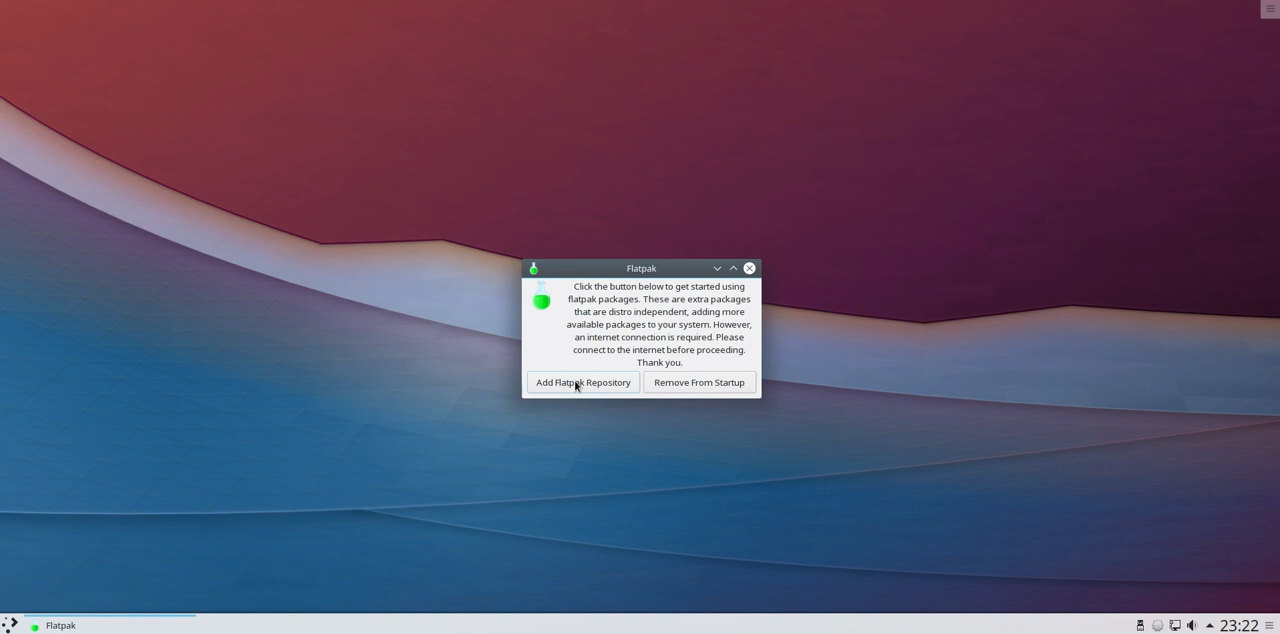 Flatpak
Click the button below to get started using
flatpak packages. These are extra packages
that are distro independent, adding more
available packages to your system. However,
an internet connection is required. Please
connect to the internet before proceeding.
Thank you.
Add Flatpak Repository
Remove From Startup
Flatpak
23:22